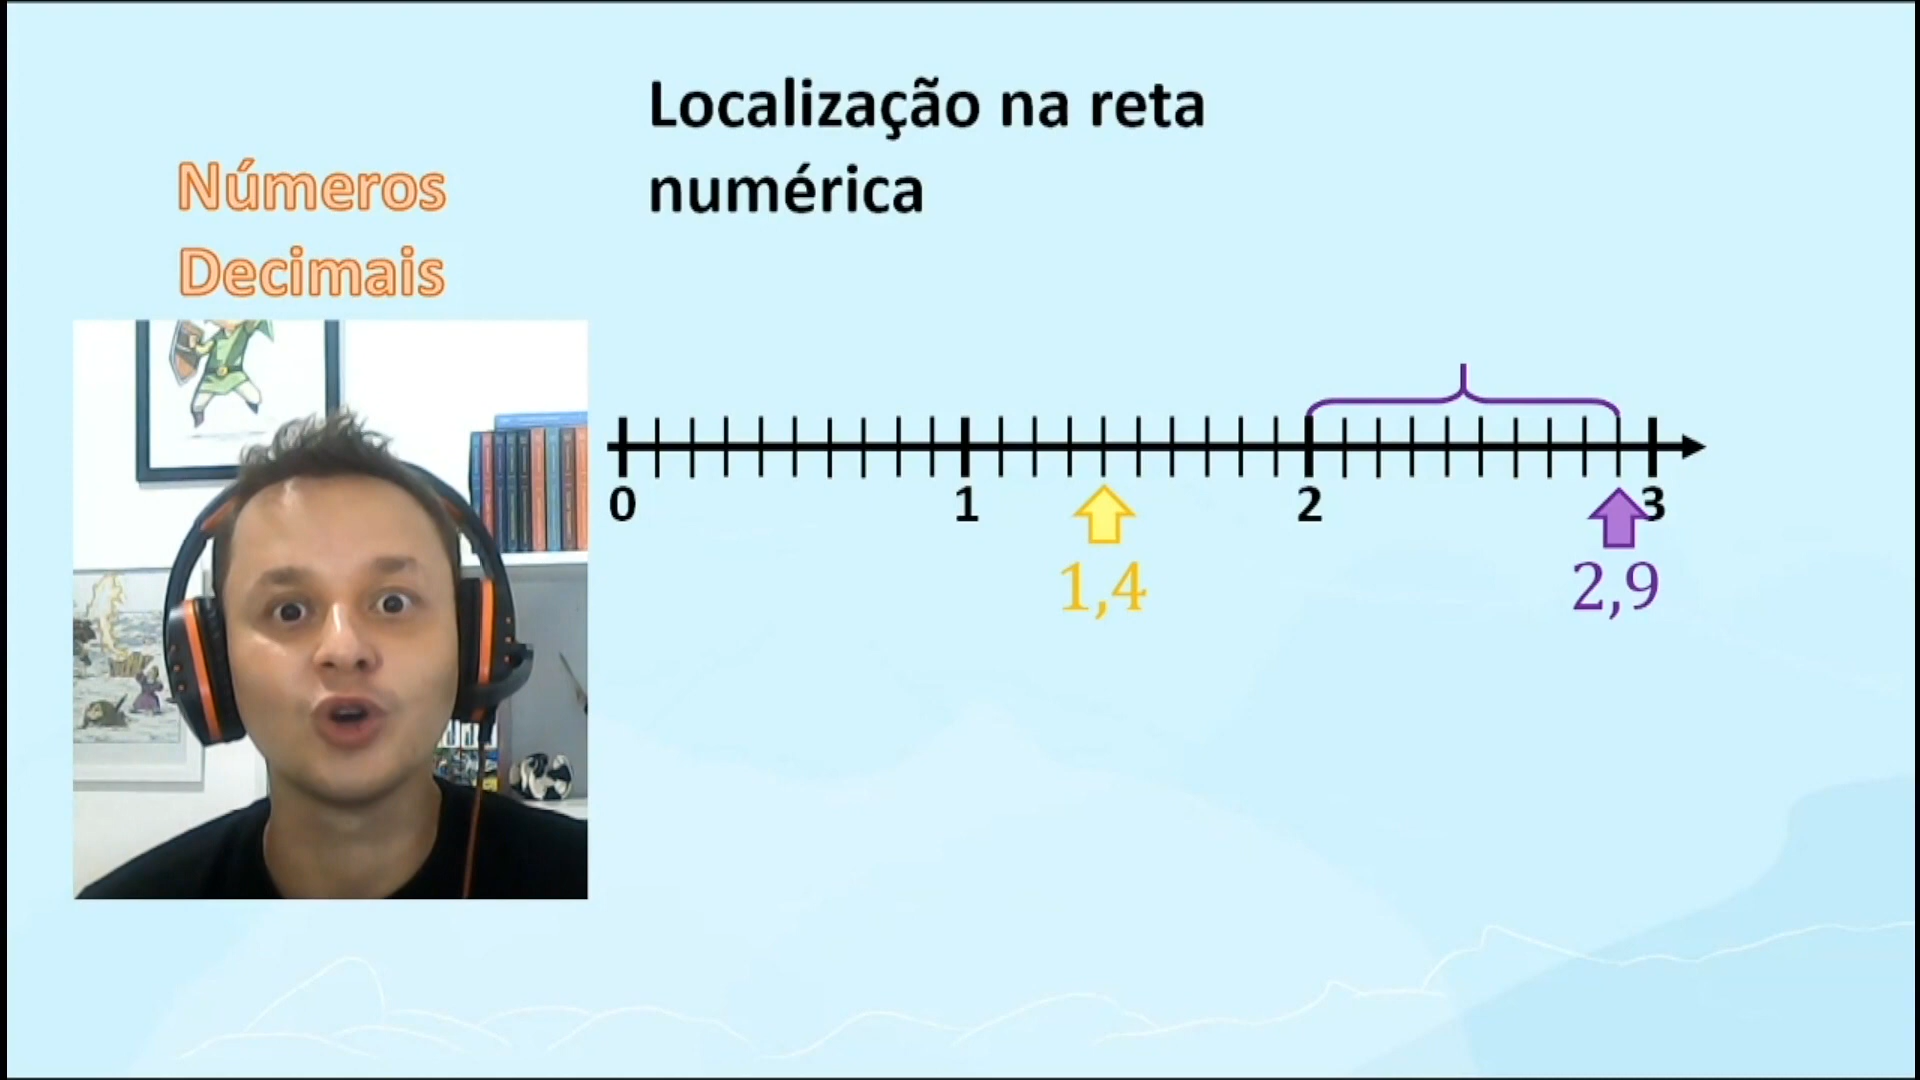 Localização na reta
numérica
Números
Decimais
0 1 2 3
1,4 2,9